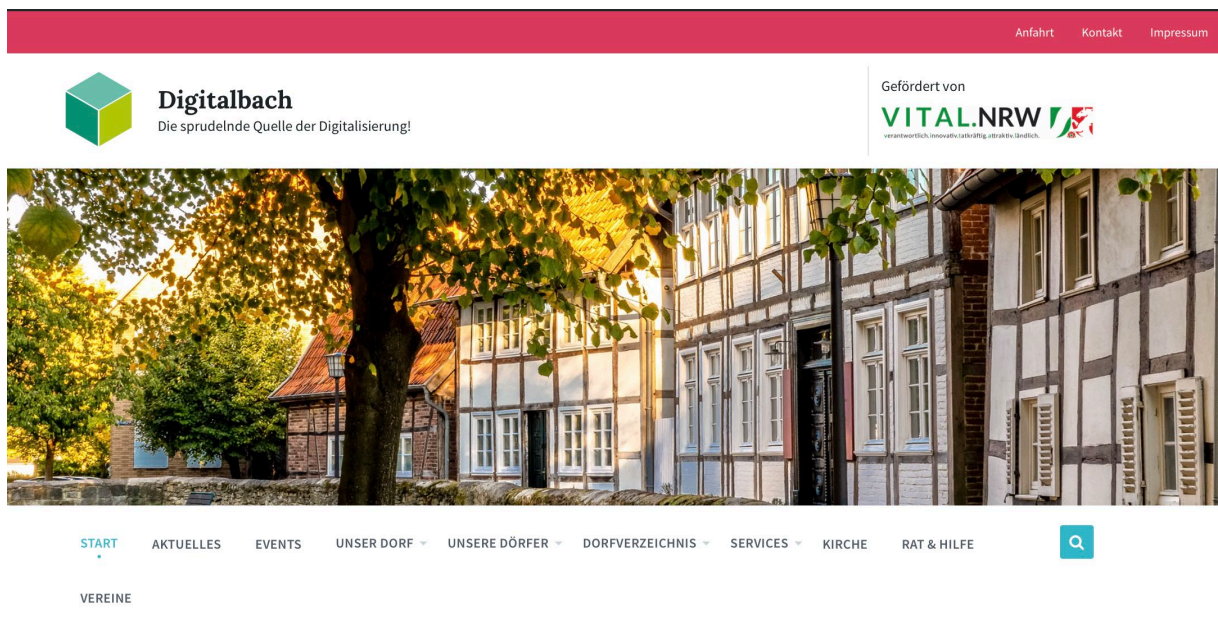 Anfahrt Kontakt Impressum
Digitalbach
Die sprudelnde Quelle der Digitalisierung!
Gefördert von
VITAL.NRW
verantwortlich.innovativ.tatkräftig.attraktiv.ländlich.
START AKTUELLES EVENTS UNSER DORF UNSERE DÖRFER DORFVERZEICHNIS SERVICES KIRCHE RAT & HILFE
VEREINE